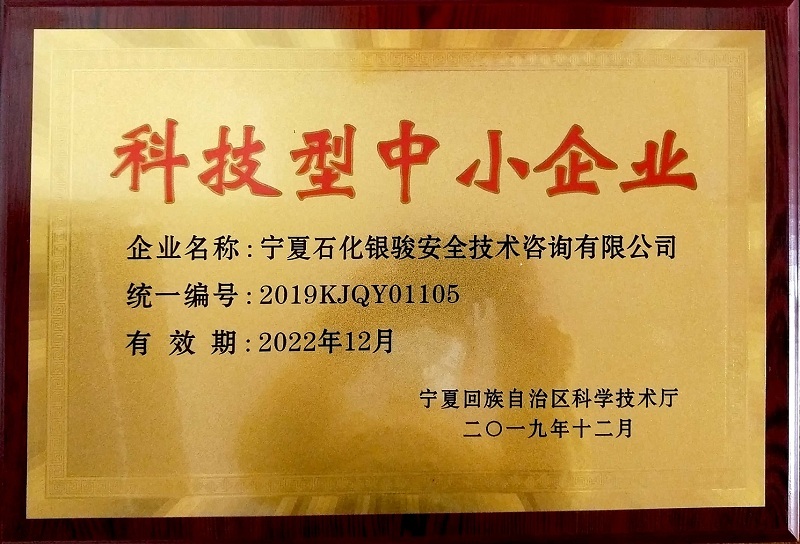 科技型中小企业
企业名称:宁夏石化银骏安全技术咨询有限公司
统一编号:2019KJQY01105
有 效 期:2022年12月
宁夏回族自治区科学技术厅
二〇一九年十二月